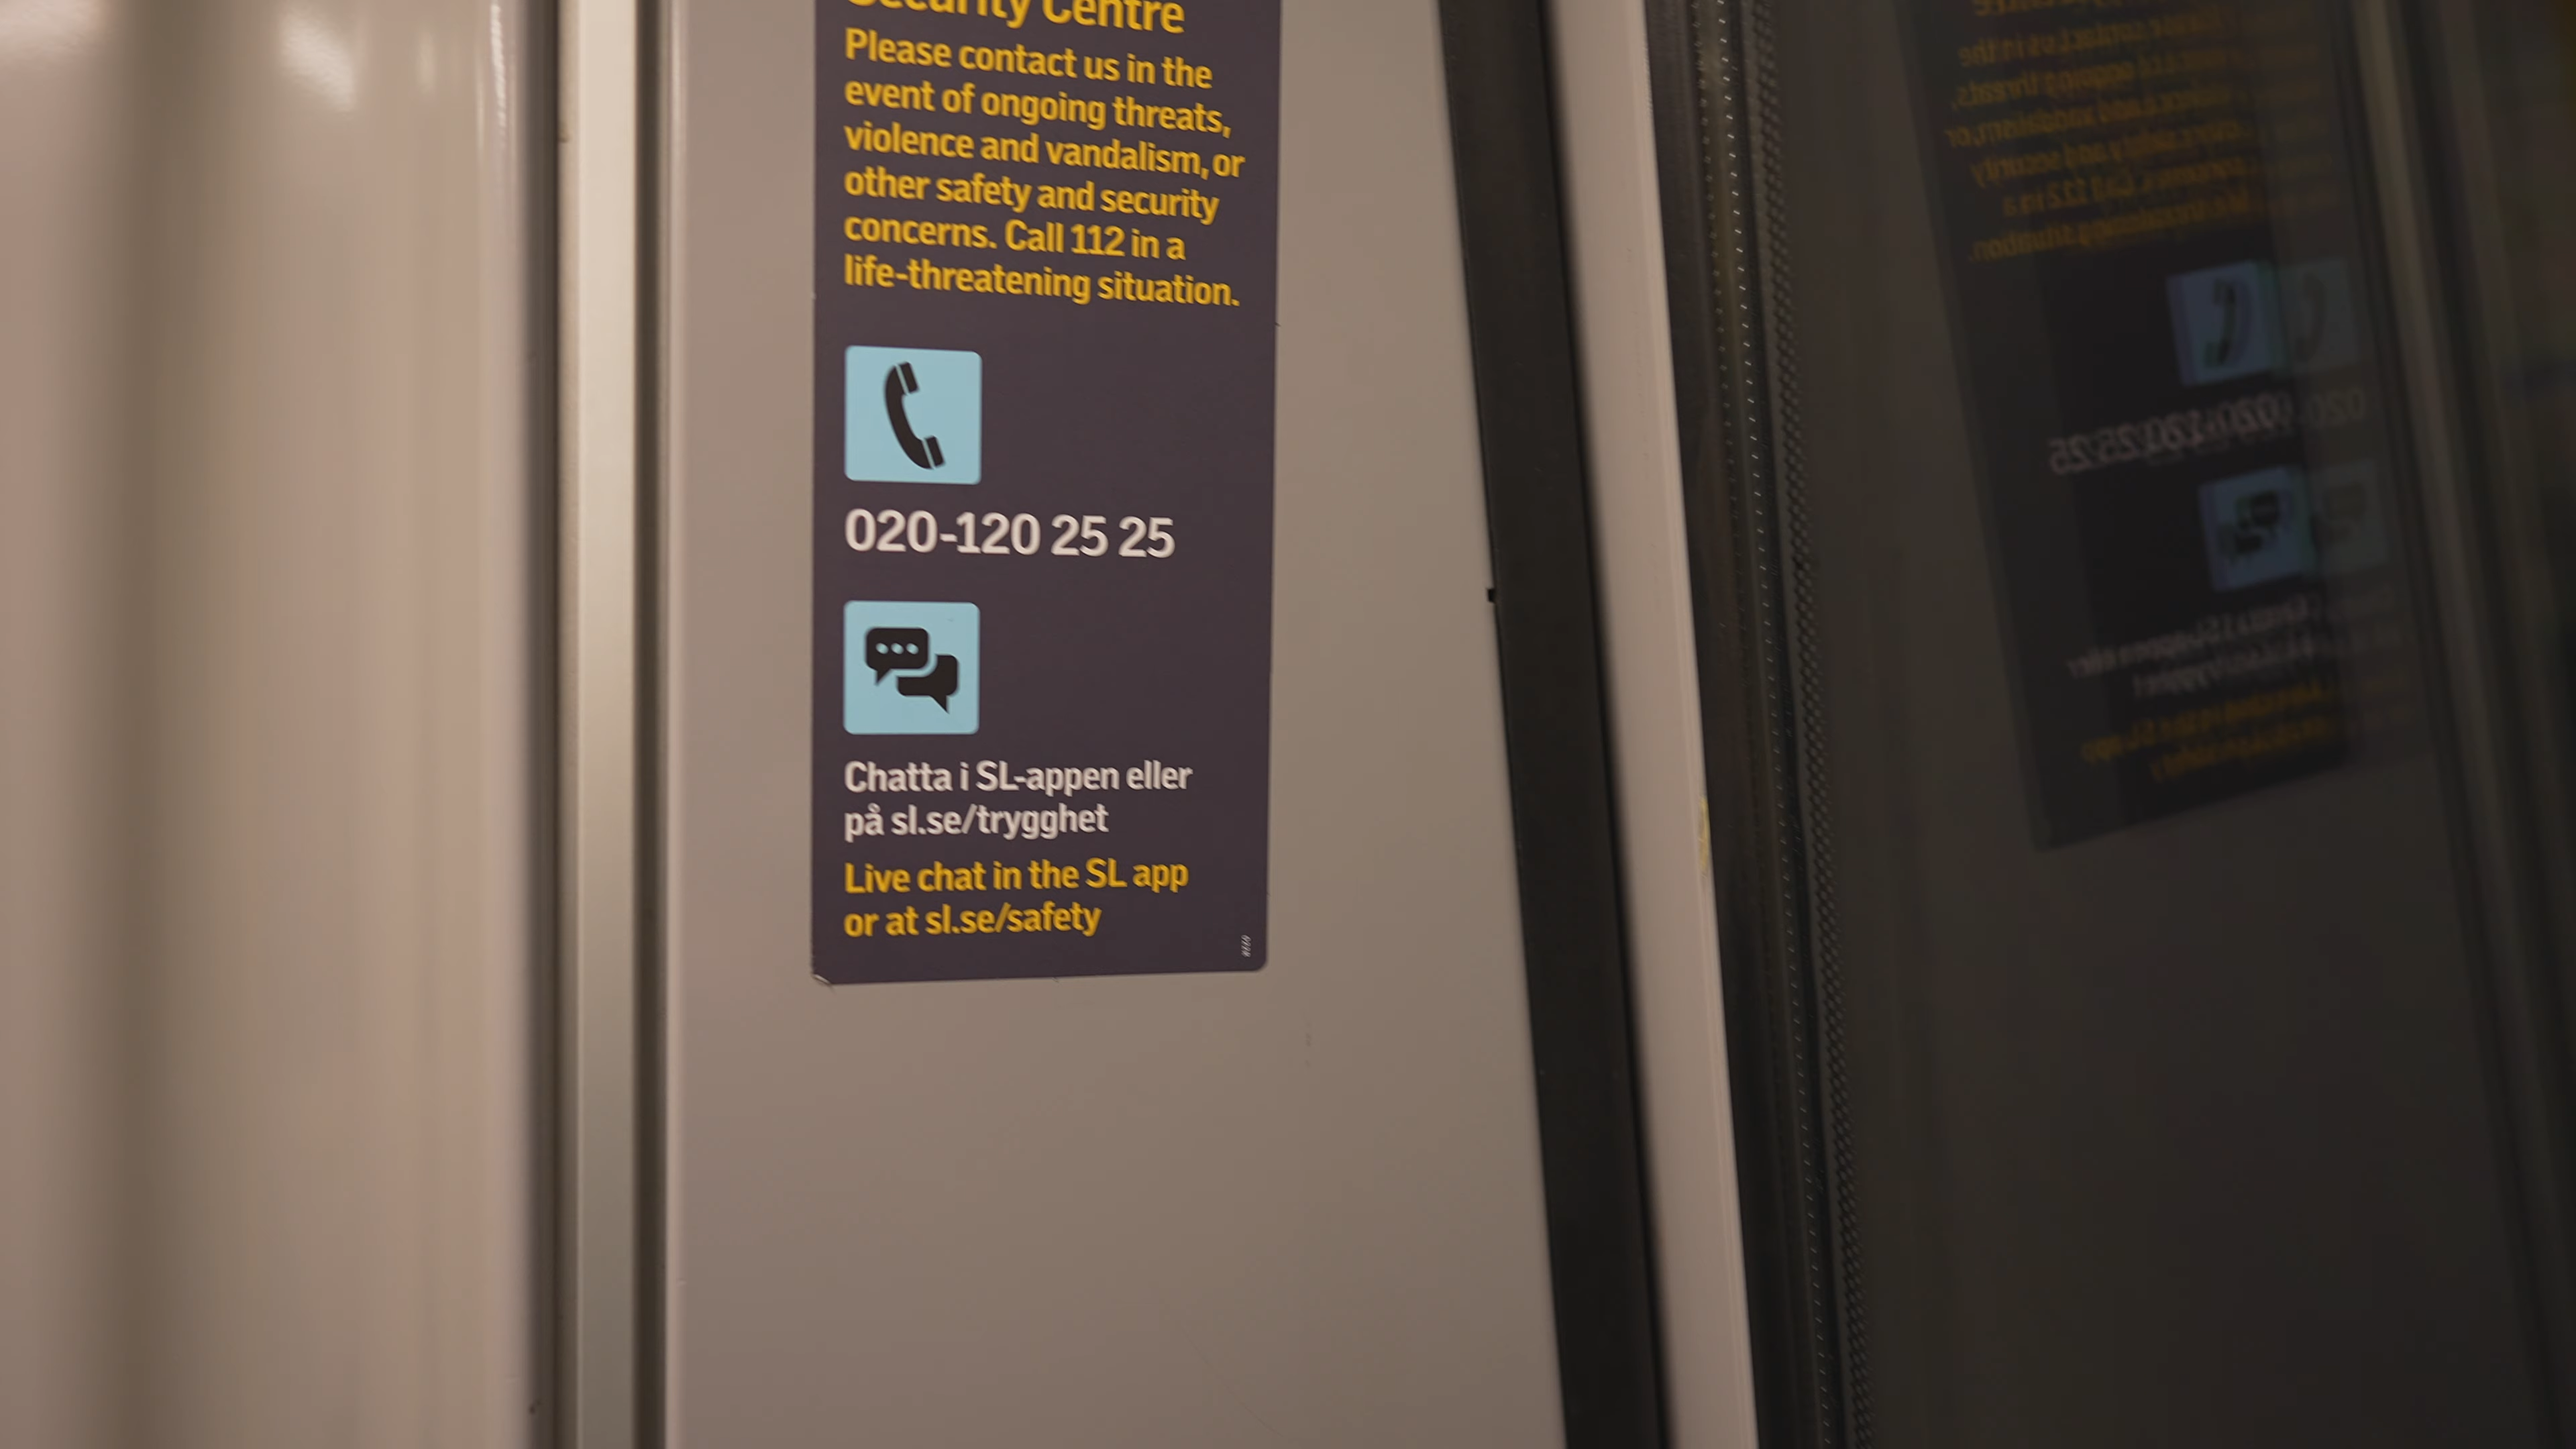 Security Centre
Please contact us in the
event of ongoing threats,
violence and vandalism, or
other safety and security
concerns. Call 112 in a
life-threatening situation.
020-120 25 25
Chatta i SL-appen eller
på sl.se/trygghet
Live chat in the SL app
or at sl.se/safety